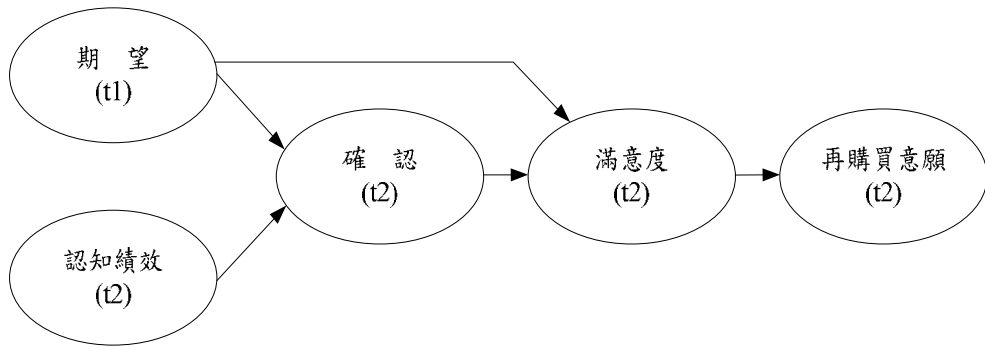 期　望
(t1)
確　認
(t2)
滿意度
(t2)
再購買意願
(t2)
認知績效
(t2)